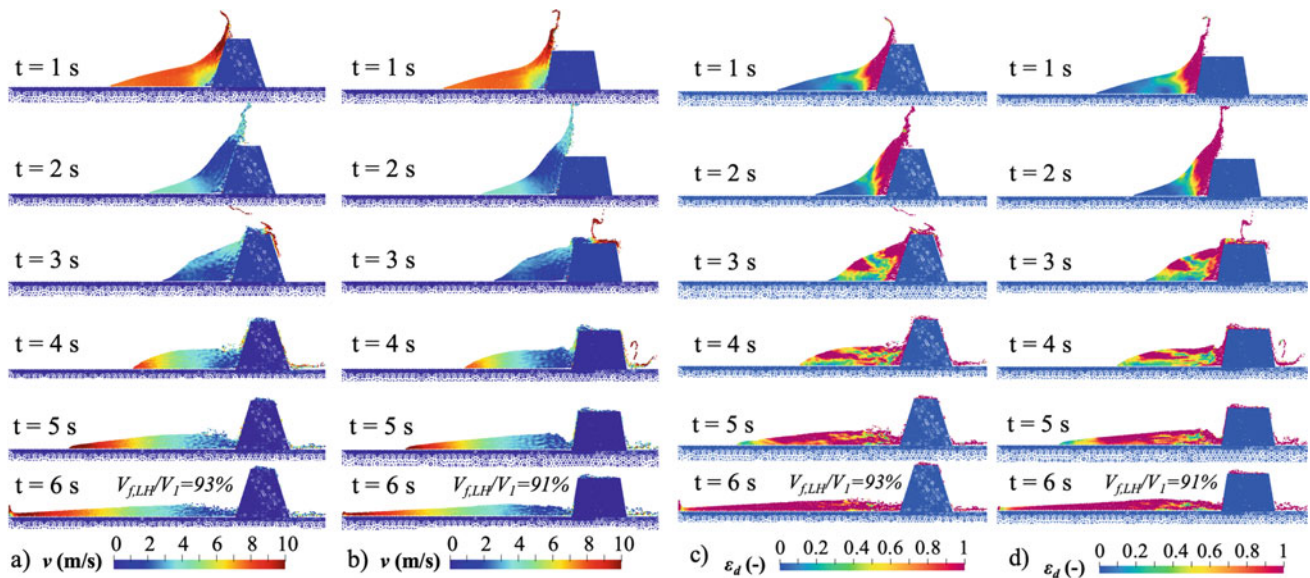 t = 1 s t = 1 s t = 1 s t = 1 s
t = 2 s t = 2 s t = 2 s t = 2 s
t = 3 s t = 3 s t = 3 s t = 3 s
t = 4 s t = 4 s t = 4 s t = 4 s
t = 5 s t = 5 s t = 5 s t = 5 s
t = 6 s V_{f,LH}/V_1=93% t = 6 s V_{f,LH}/V_1=91% t = 6 s V_{f,LH}/V_1=93% t = 6 s V_{f,LH}/V_1=91%
a) v (m/s) 0 2 4 6 8 10 b) v (m/s) 0 2 4 6 8 10 c) ε_d (-) 0 0.2 0.4 0.6 0.8 1 d) ε_d (-) 0 0.2 0.4 0.6 0.8 1